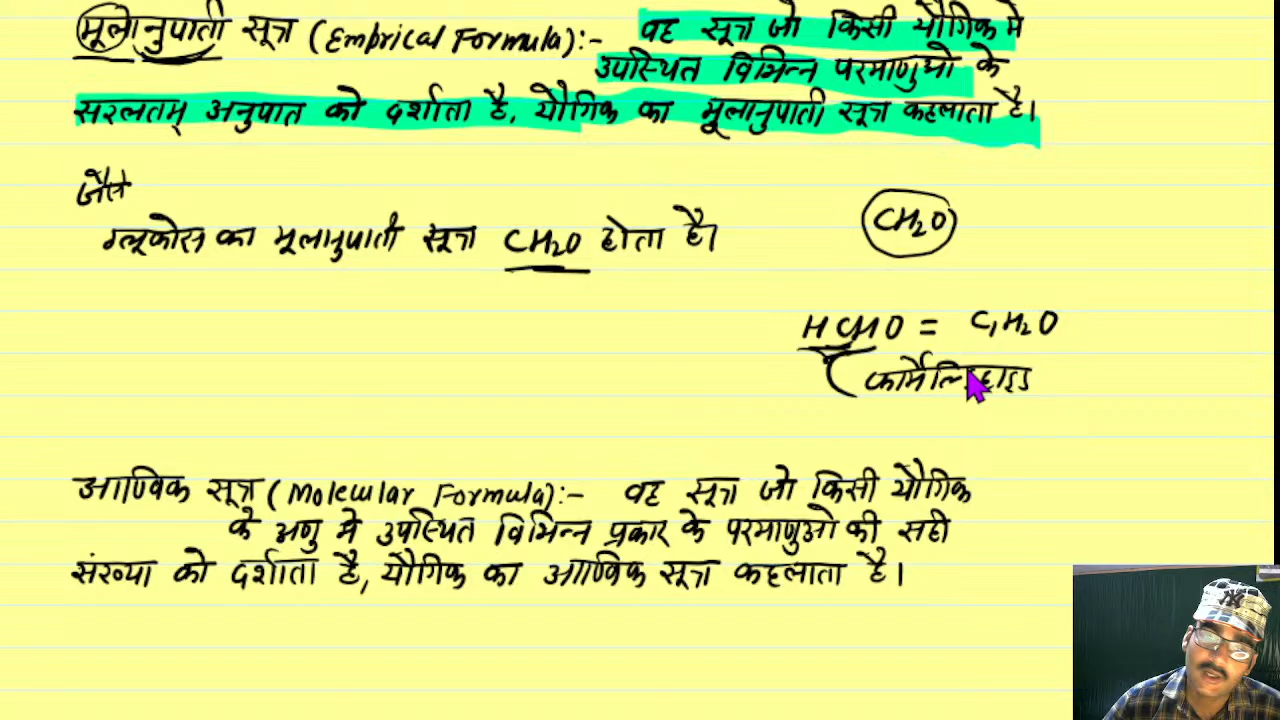 मूलानुपाती सूत्र (Embrical Formula):- वह सूत्र जो किसी यौगिक मे
उपस्थित विभिन्न परमाणुओ के
सरलतम् अनुपात को दर्शाता है, यौगिक का मूलानुपाती सूत्र कहलाता है।
जैसे
ग्लूकोस का मूलानुपाती सूत्र CH₂O होता है।
CH₂O
HCHO = C₁H₂O
आण्विक सूत्र (Molecular Formula):- वह सूत्र जो किसी यौगिक
के अणु मे उपस्थित विभिन्न प्रकार के परमाणुओ की सही
संख्या को दर्शाता है, यौगिक का आण्विक सूत्र कहलाता है।